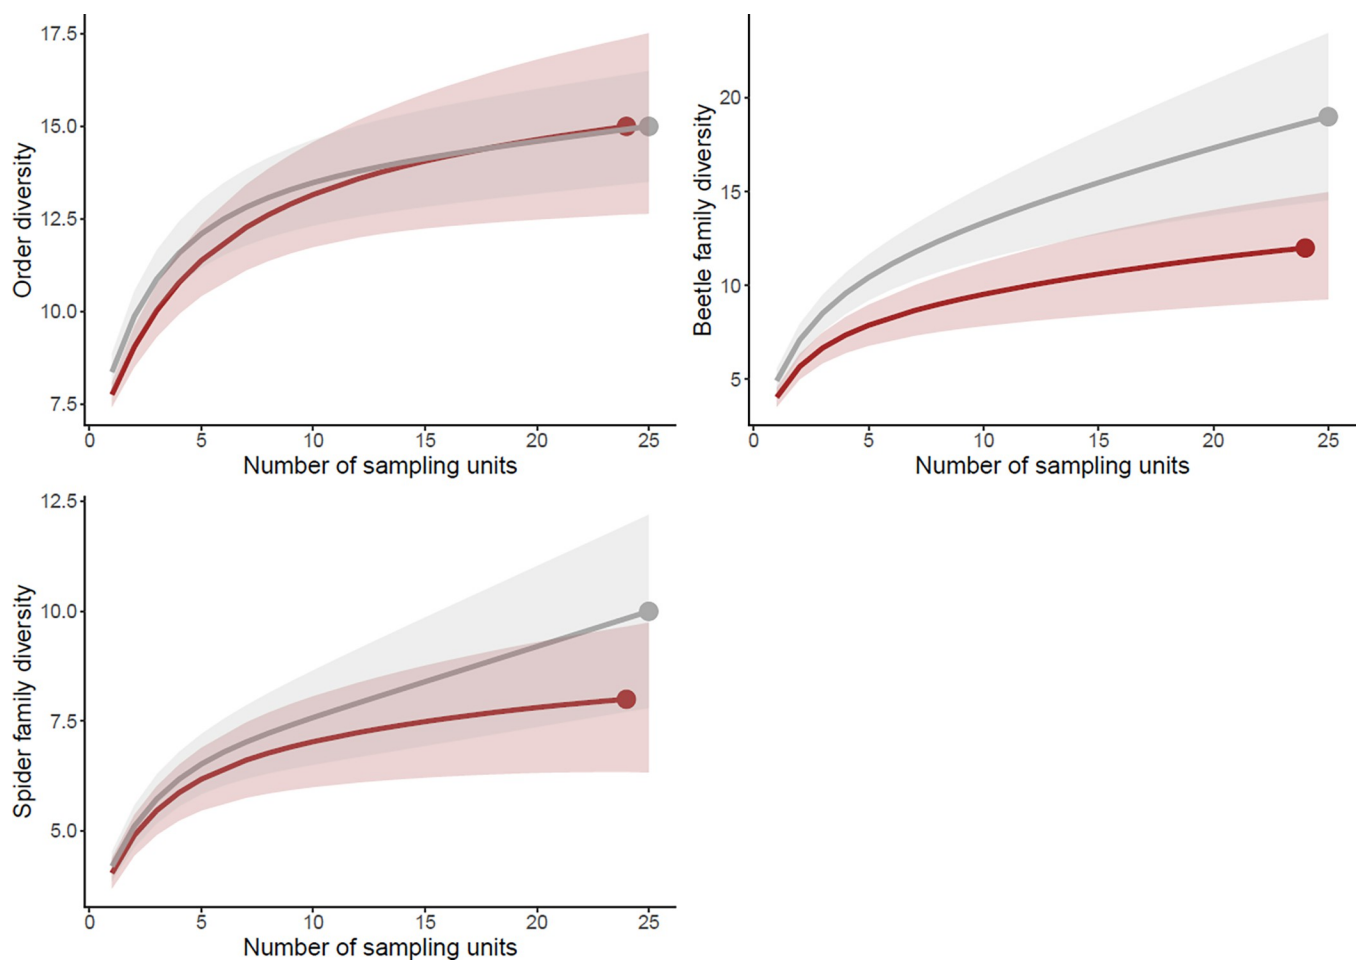 Order diversity
17.5
15.0
12.5
10.0
7.5
0 5 10 15 20 25
Number of sampling units
Beetle family diversity
20
15
10
5
0 5 10 15 20 25
Number of sampling units
Spider family diversity
12.5
10.0
7.5
5.0
0 5 10 15 20 25
Number of sampling units